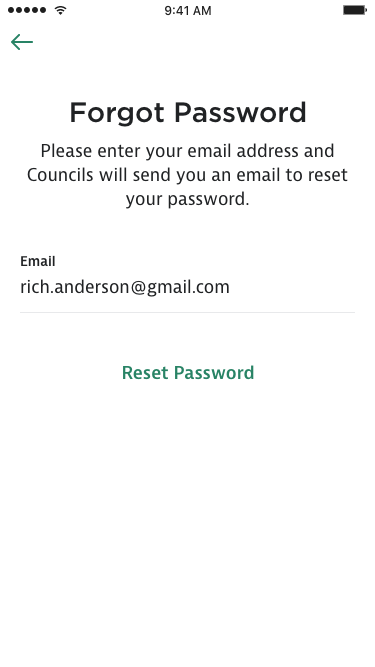 9:41 AM
Forgot Password
Please enter your email address and
Councils will send you an email to reset
your password.
Email
rich.anderson@gmail.com
Reset Password